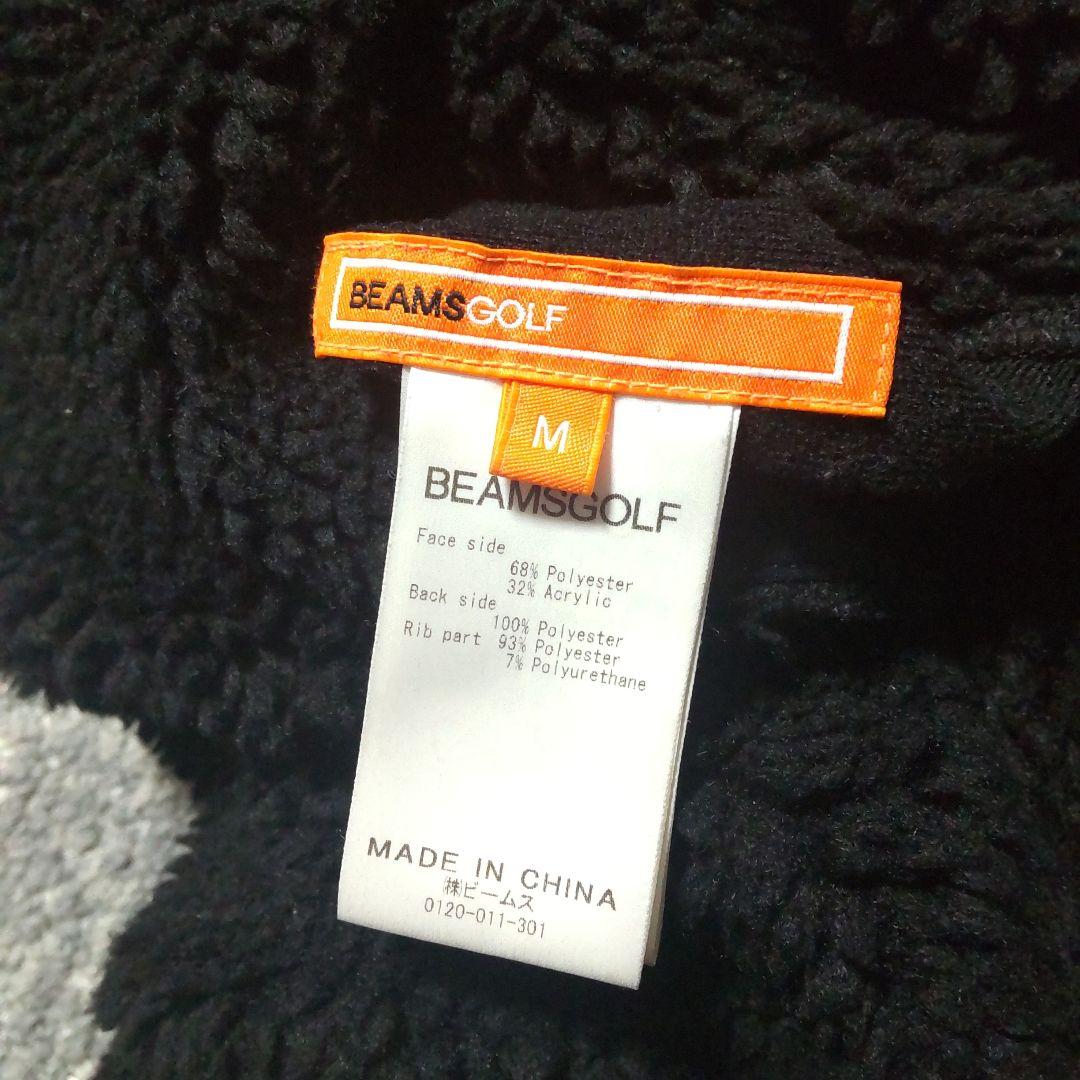 BEAMSGOLF
M
BEAMSGOLF
Face side
68% Polyester
32% Acrylic
Back side
100% Polyester
Rib part 93% Polyester
7% Polyurethane
MADE IN CHINA
㈱ビームス
0120-011-301